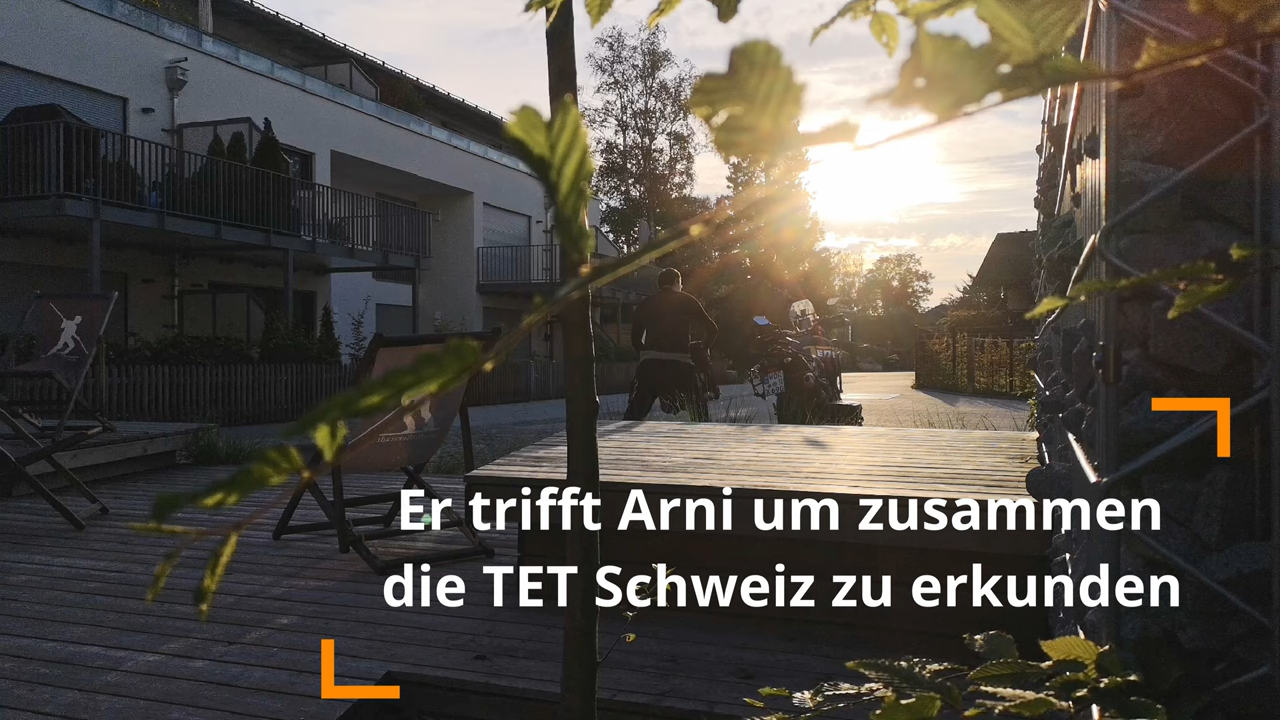 Er trifft Arni um zusammen
die TET Schweiz zu erkunden